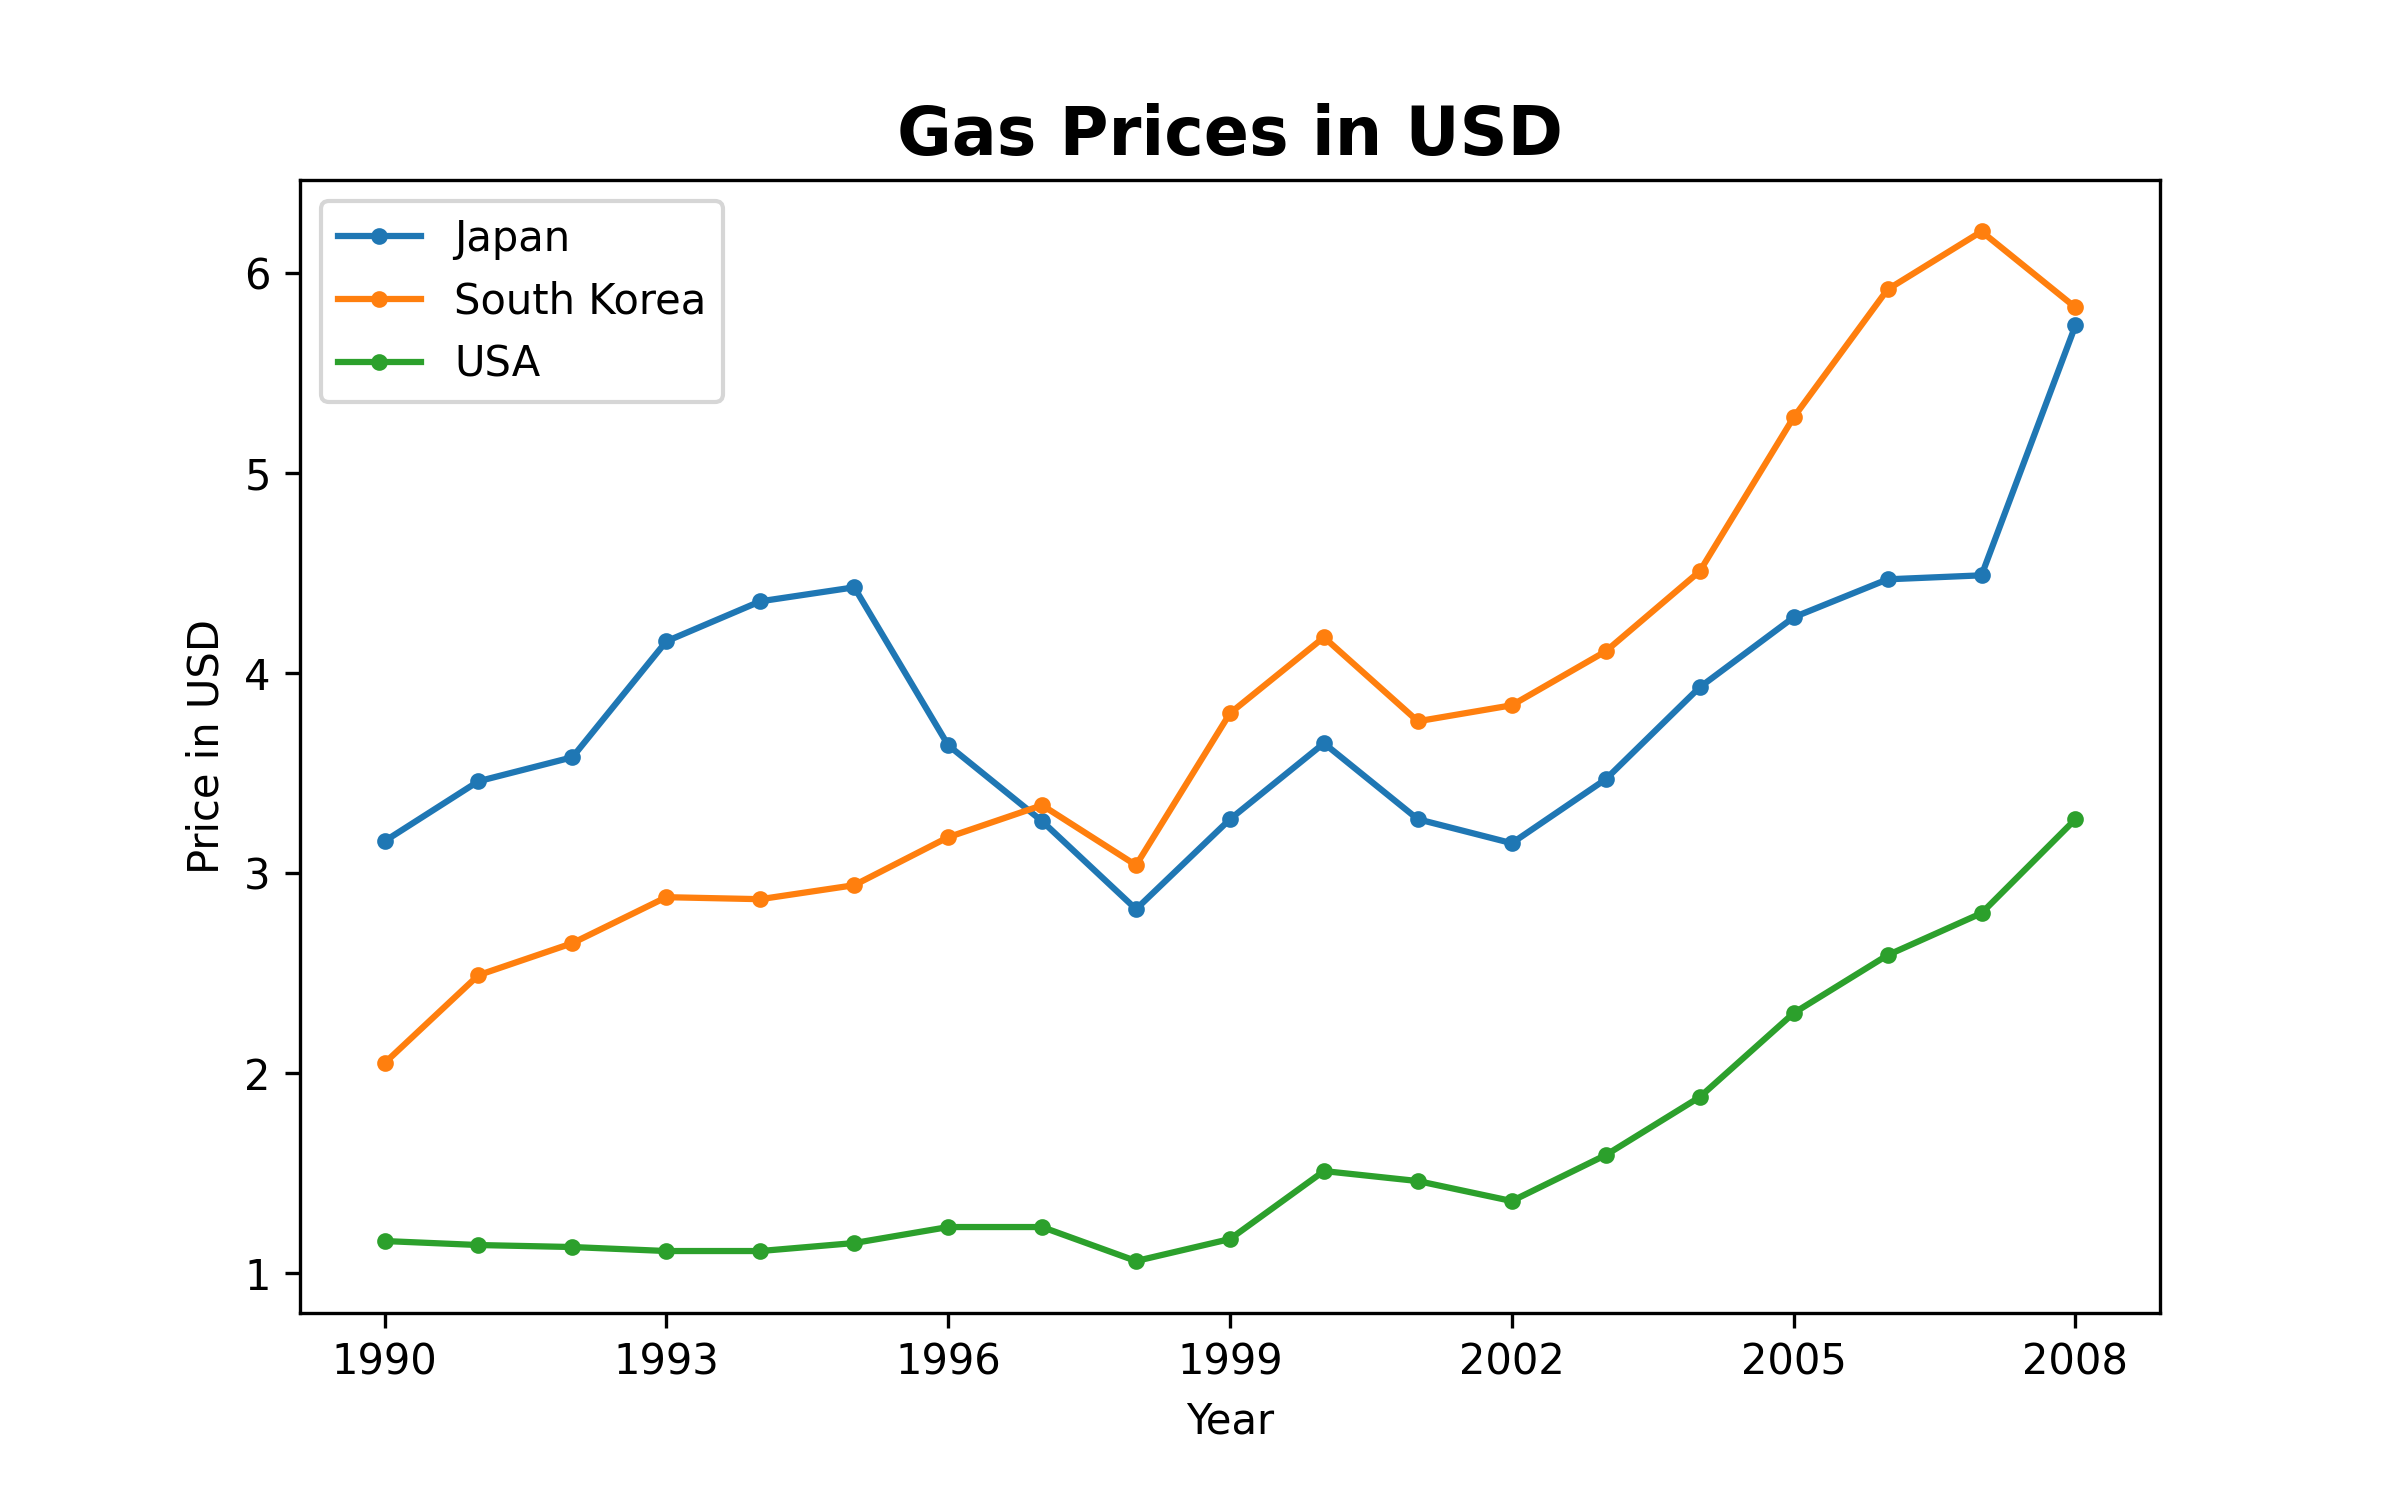 Gas Prices in USD
Japan
South Korea
USA
6
5
4
3
2
1
Price in USD
1990 1993 1996 1999 2002 2005 2008
Year